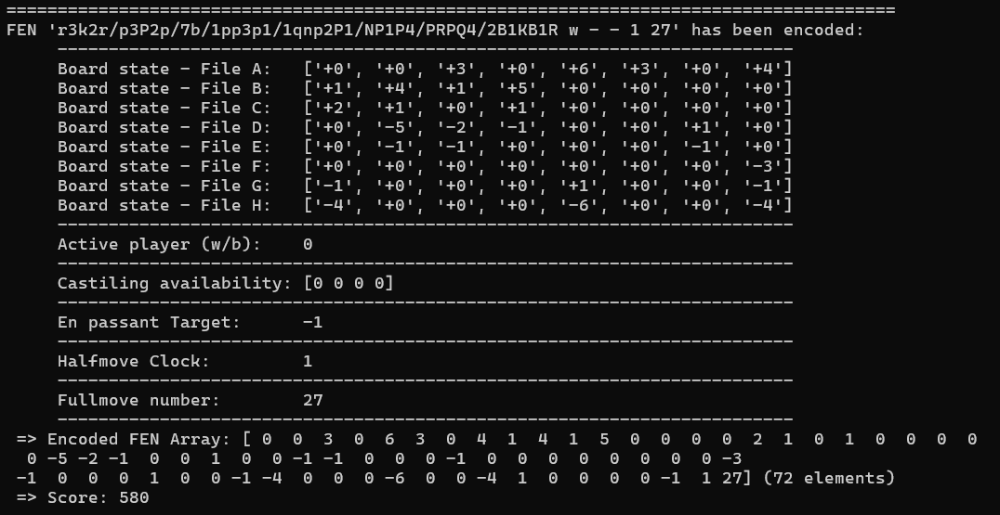 =======================================================================================
FEN 'r3k2r/p3P2p/7b/1pp3p1/1qnp2P1/NP1P4/PRPQ4/2B1KB1R w - - 1 27' has been encoded:
------------------------------------------------------------------------
Board state - File A: ['+0', '+0', '+3', '+0', '+6', '+3', '+0', '+4']
Board state - File B: ['+1', '+4', '+1', '+5', '+0', '+0', '+0', '+0']
Board state - File C: ['+2', '+1', '+0', '+1', '+0', '+0', '+0', '+0']
Board state - File D: ['+0', '-5', '-2', '-1', '+0', '+0', '+1', '+0']
Board state - File E: ['+0', '-1', '-1', '+0', '+0', '+0', '-1', '+0']
Board state - File F: ['+0', '+0', '+0', '+0', '+0', '+0', '+0', '-3']
Board state - File G: ['-1', '+0', '+0', '+0', '+1', '+0', '+0', '-1']
Board state - File H: ['-4', '+0', '+0', '+0', '-6', '+0', '+0', '-4']
------------------------------------------------------------------------
Active player (w/b): 0
------------------------------------------------------------------------
Castiling availability: [0 0 0 0]
------------------------------------------------------------------------
En passant Target: -1
------------------------------------------------------------------------
Halfmove Clock: 1
------------------------------------------------------------------------
Fullmove number: 27
------------------------------------------------------------------------
=> Encoded FEN Array: [ 0 0 3 0 6 3 0 4 1 4 1 5 0 0 0 0 2 1 0 1 0 0 0 0
0 -5 -2 -1 0 0 1 0 0 -1 -1 0 0 0 -1 0 0 0 0 0 0 0 0 -3
-1 0 0 0 1 0 0 -1 -4 0 0 0 -6 0 0 -4 1 0 0 0 0 -1 1 27] (72 elements)
=> Score: 580